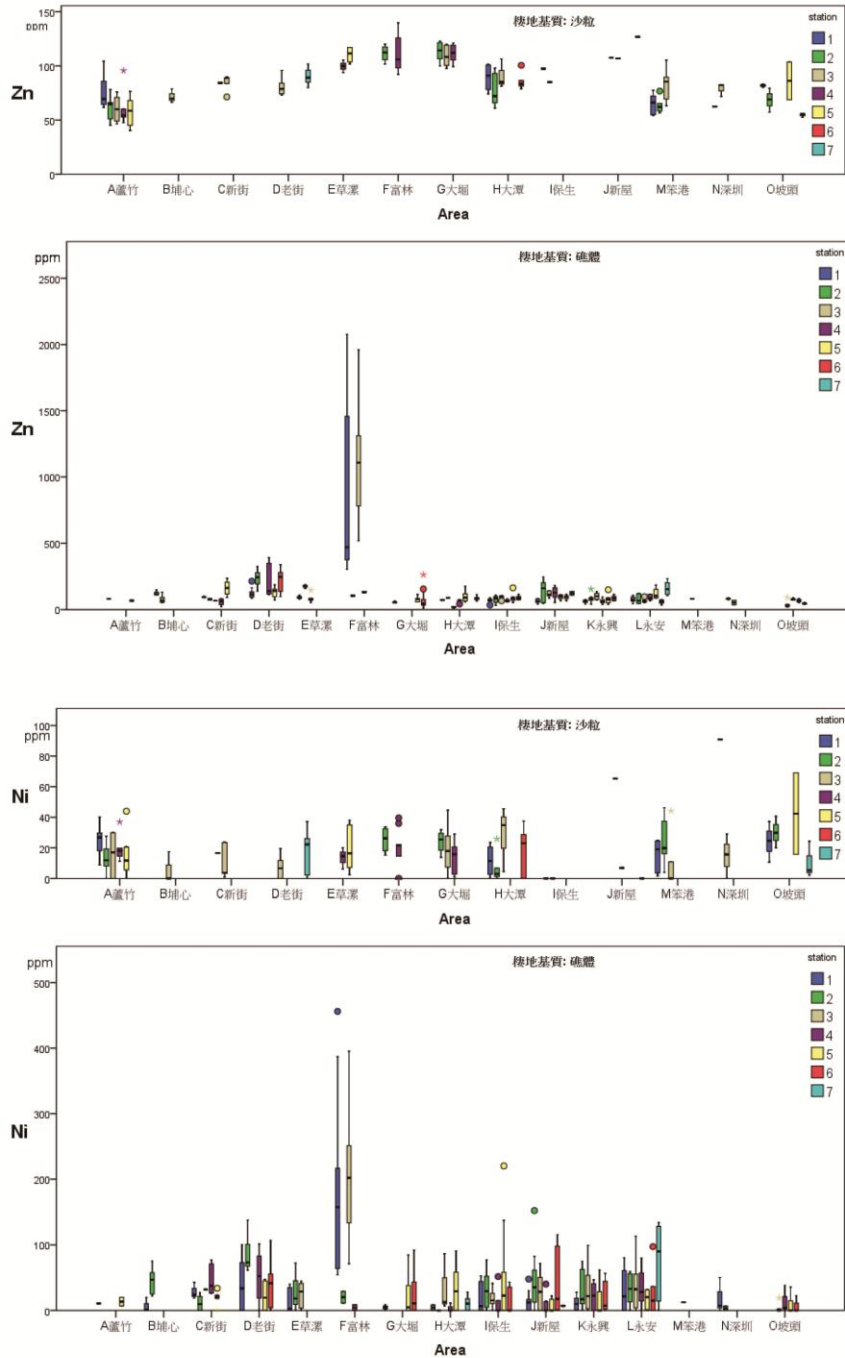 150
ppm
棲地基質: 沙粒
station
1
2
3
4
5
6
7
100
Zn
50
0
A蘆竹 B埔心 C新街 D老街 E草漯 F富林 G大堀 H大潭 I保生 J新屋 M笨港 N深圳 O坡頭
Area
ppm
棲地基質: 礁體
station
1
2
3
4
5
6
7
2500
2000
1500
Zn
1000
500
0
A蘆竹 B埔心 C新街 D老街 E草漯 F富林 G大堀 H大潭 I保生 J新屋 K永興 L永安 M笨港 N深圳 O坡頭
Area
100
ppm
棲地基質: 沙粒
station
1
2
3
4
5
6
7
80
60
Ni
40
20
0
A蘆竹 B埔心 C新街 D老街 E草漯 F富林 G大堀 H大潭 I保生 J新屋 M笨港 N深圳 O坡頭
Area
ppm
棲地基質: 礁體
station
1
2
3
4
5
6
7
500
400
300
Ni
200
100
0
A蘆竹 B埔心 C新街 D老街 E草漯 F富林 G大堀 H大潭 I保生 J新屋 K永興 L永安 M笨港 N深圳 O坡頭
Area